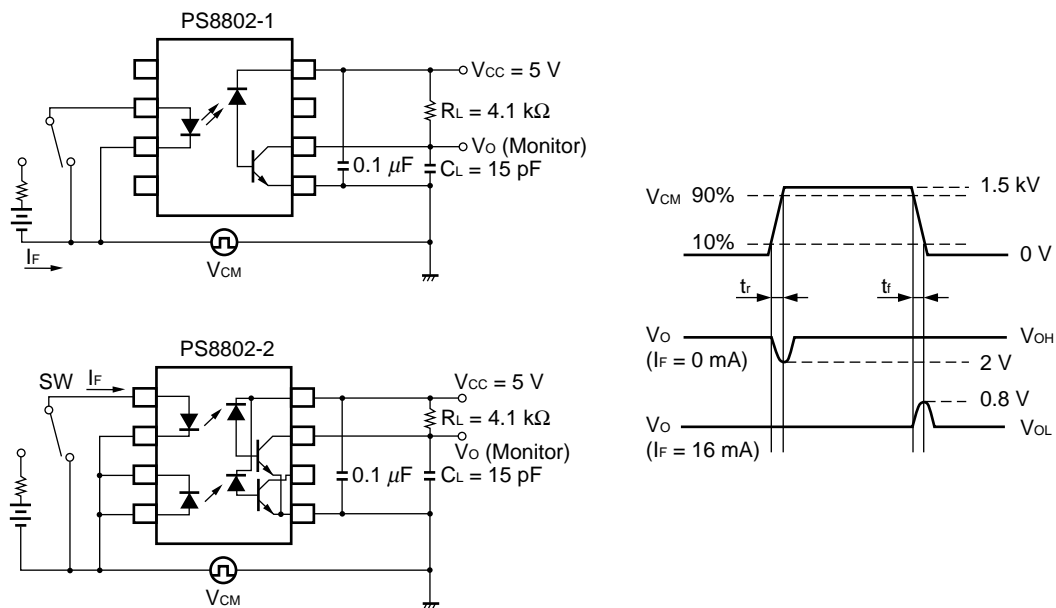 PS8802-1
VCC = 5 V
RL = 4.1 kΩ
VO (Monitor)
0.1 μF
CL = 15 pF
IF
VCM
PS8802-2
SW
IF
VCC = 5 V
RL = 4.1 kΩ
VO (Monitor)
0.1 μF
CL = 15 pF
VCM
VCM 90%
1.5 kV
10%
0 V
tr
tf
VO
(IF = 0 mA)
VOH
2 V
0.8 V
VO
(IF = 16 mA)
VOL